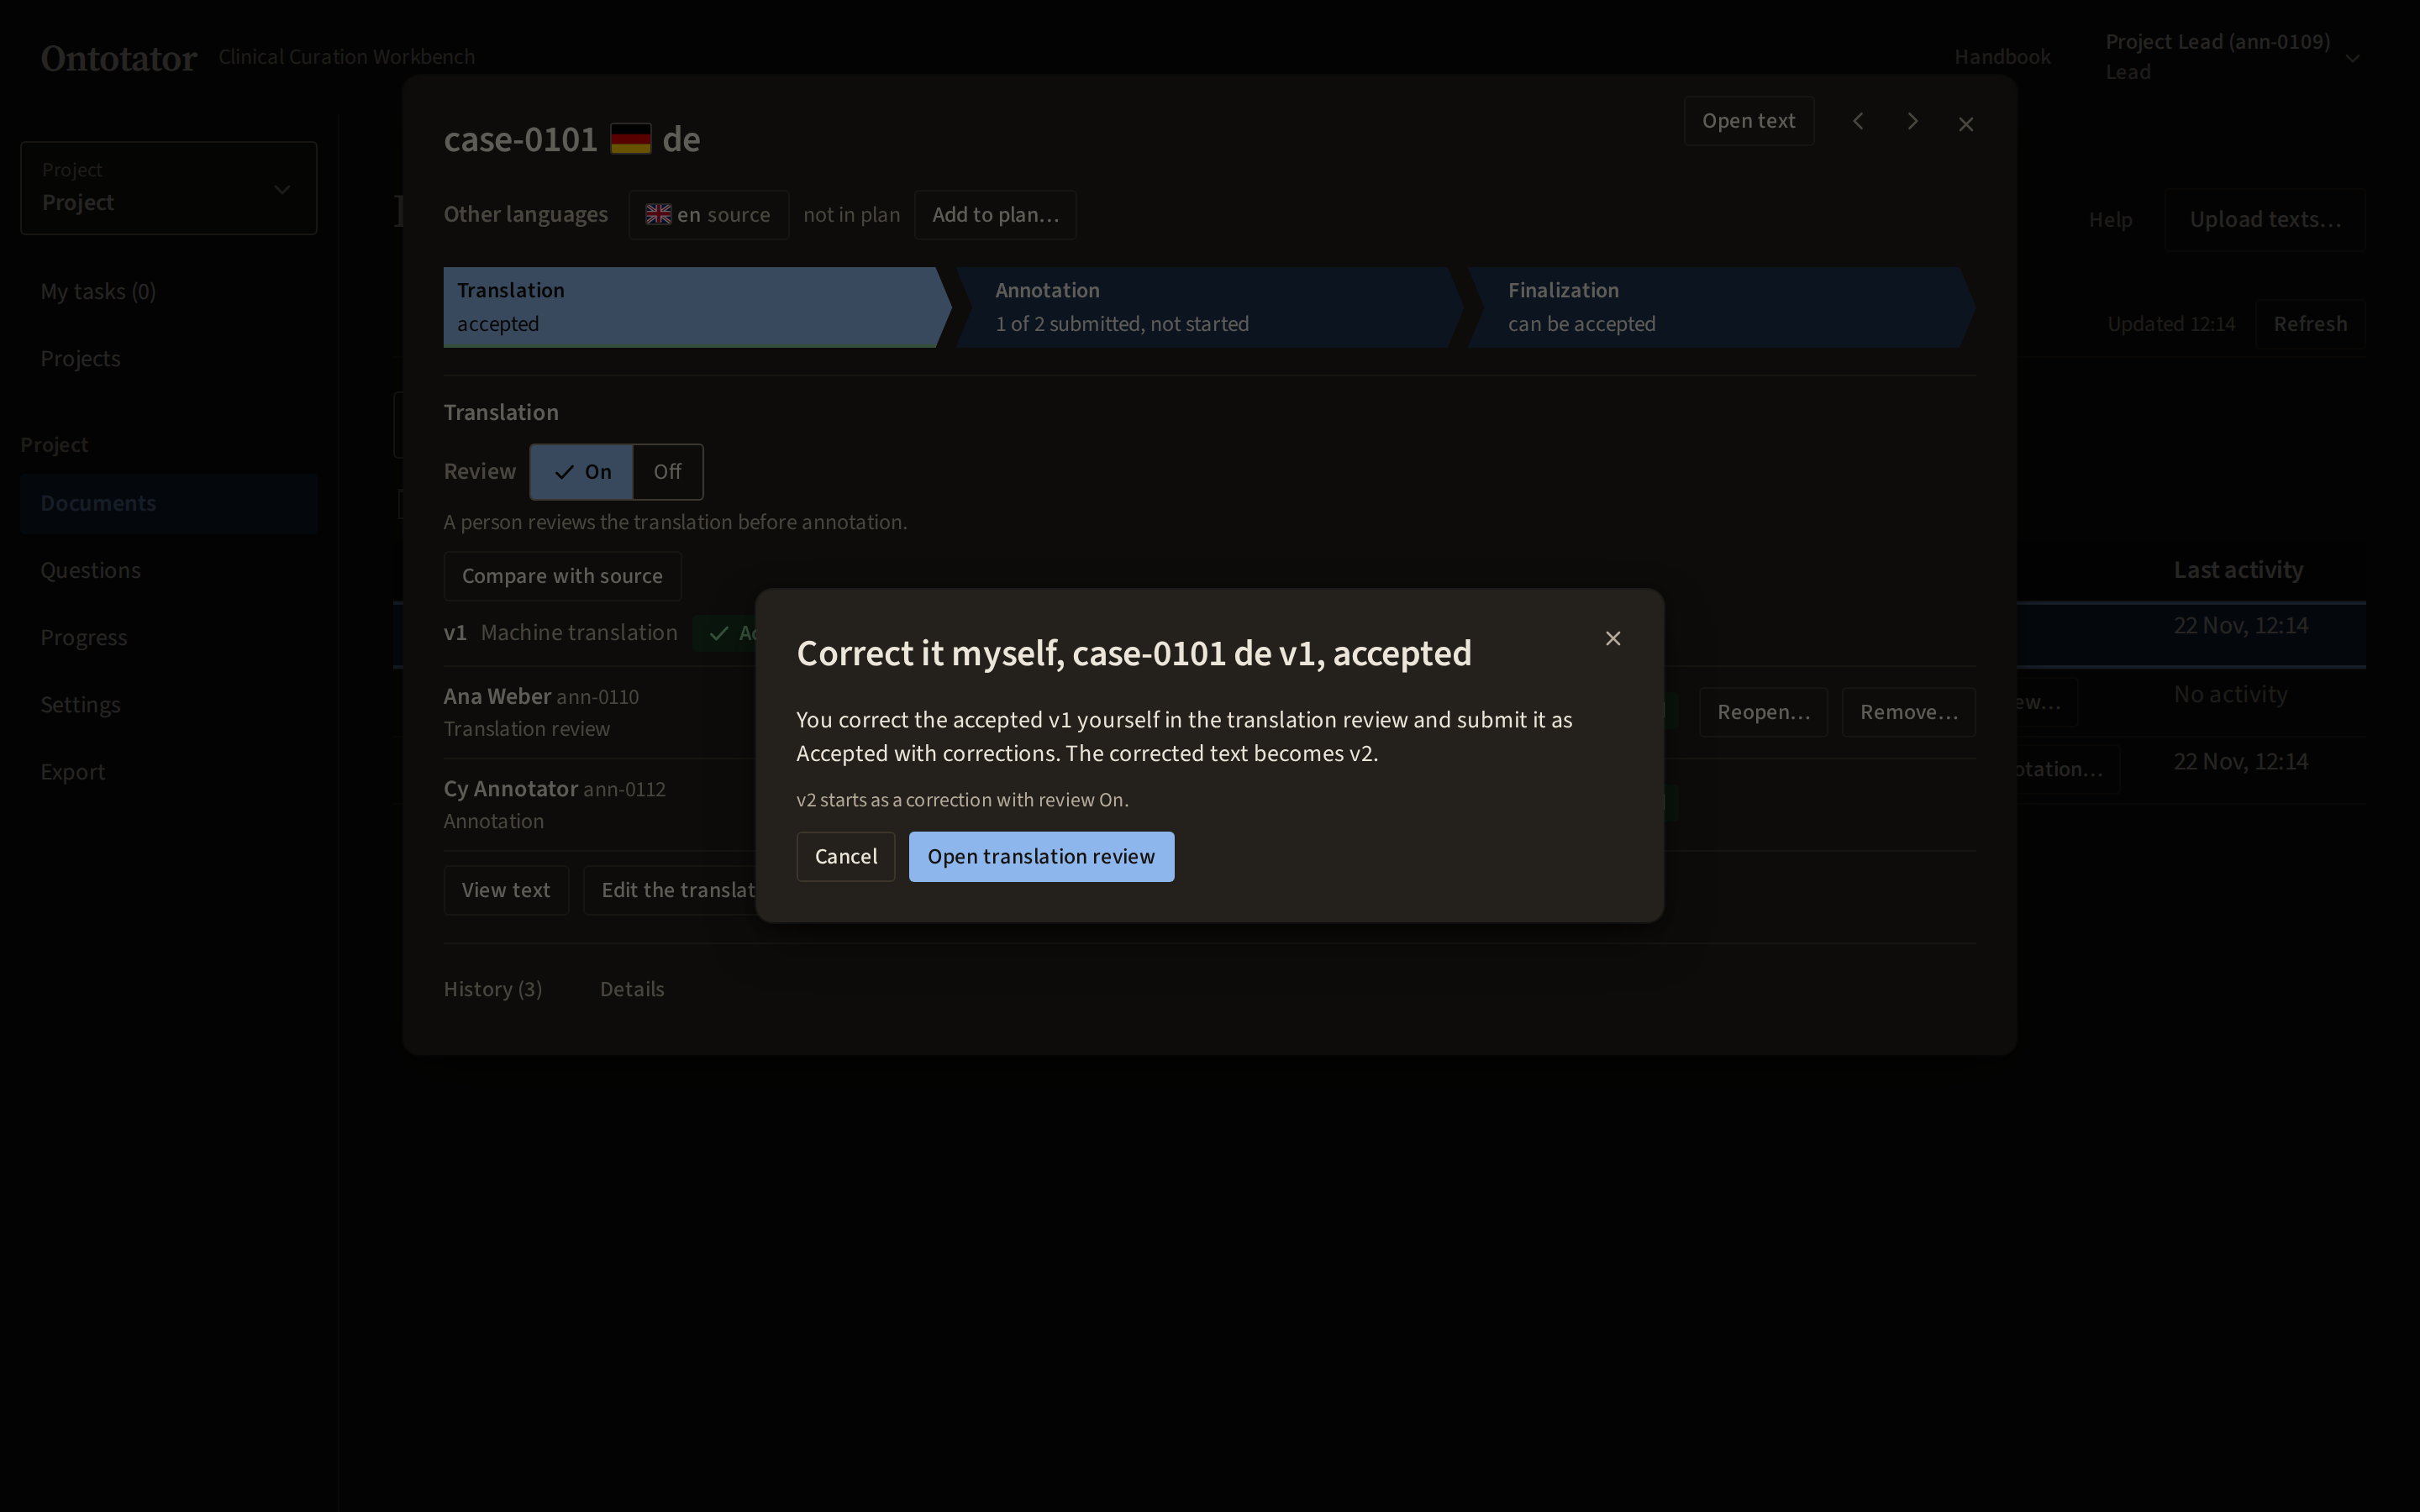 Ontotator Clinical Curation Workbench
Handbook
Project Lead (ann-0109)
Lead
Project
Project
My tasks (0)
Projects
Project
Documents
Questions
Progress
Settings
Export
Help
Upload texts…
Updated 12:14
Refresh
Last activity
22 Nov, 12:14
No activity
22 Nov, 12:14
case-0101 de
Open text
Other languages
en source
not in plan
Add to plan…
Translation
accepted
Annotation
1 of 2 submitted, not started
Finalization
can be accepted
Translation
Review
On
Off
A person reviews the translation before annotation.
Compare with source
v1 Machine translation
Ana Weber ann-0110
Translation review
Reopen…
Remove…
Cy Annotator ann-0112
Annotation
View text
Edit the translat
History (3)
Details
Correct it myself, case-0101 de v1, accepted
You correct the accepted v1 yourself in the translation review and submit it as
Accepted with corrections. The corrected text becomes v2.
v2 starts as a correction with review On.
Cancel
Open translation review